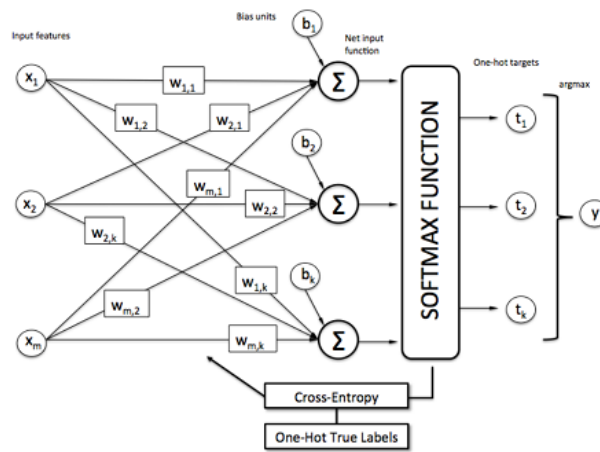 Input features
Bias units
Net input
function
One-hot targets
argmax
x1
x2
xm
w1,1
w1,2
w2,1
wm,1
w2,2
w2,k
w1,k
wm,2
wm,k
b1
b2
bk
Σ
Σ
Σ
SOFTMAX FUNCTION
t1
t2
tk
y
Cross-Entropy
One-Hot True Labels